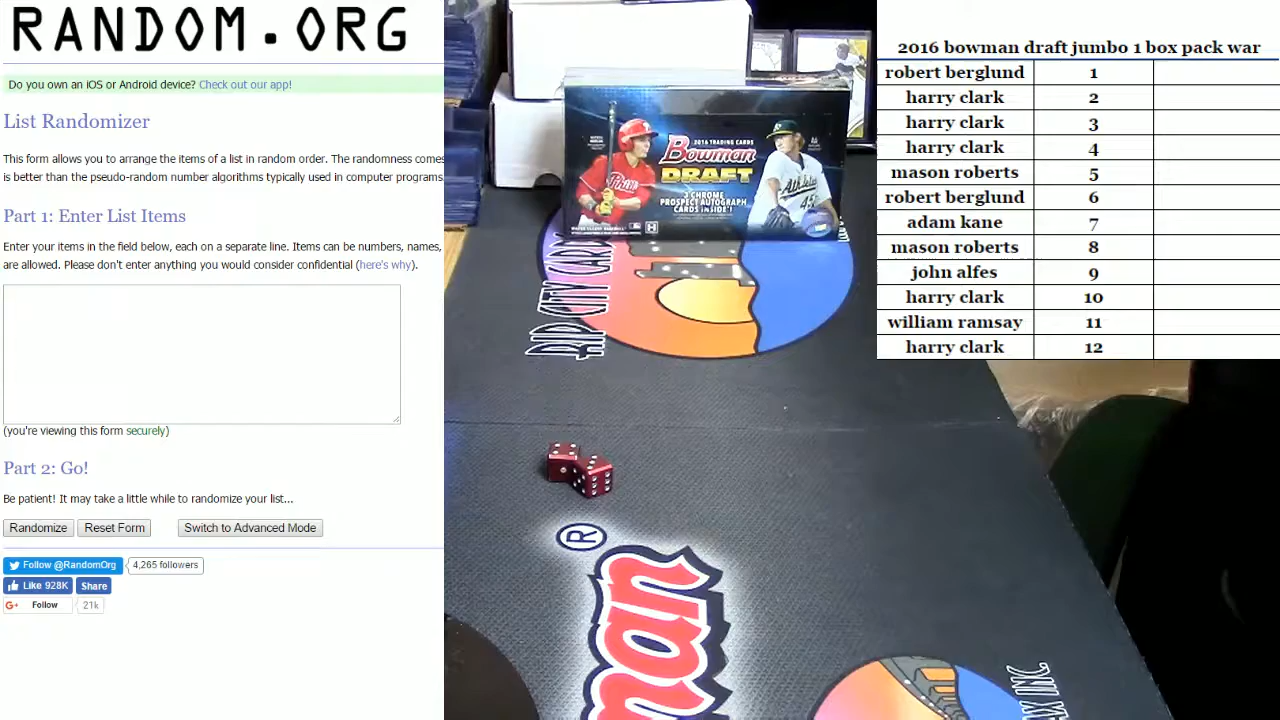 RANDOM.ORG
Do you own an iOS or Android device? Check out our app!
List Randomizer
This form allows you to arrange the items of a list in random order. The randomness comes
is better than the pseudo-random number algorithms typically used in computer programs
Part 1: Enter List Items
Enter your items in the field below, each on a separate line. Items can be numbers, names,
are allowed. Please don't enter anything you would consider confidential (here's why).
(you're viewing this form securely)
Part 2: Go!
Be patient! It may take a little while to randomize your list...
Randomize
Reset Form
Switch to Advanced Mode
Follow @RandomOrg
4,265 followers
Like 928K
Share
G+ Follow
21k
2016 TRADING CARDS
Bowman
DRAFT
3 CHROME
PROSPECT AUTOGRAPH
CARDS INSIDE!
Phillies
Athletics
45
RIP CITY CARDS
®
man
2016 bowman draft jumbo 1 box pack war
robert berglund 1
harry clark 2
harry clark 3
harry clark 4
mason roberts 5
robert berglund 6
adam kane 7
mason roberts 8
john alfes 9
harry clark 10
william ramsay 11
harry clark 12